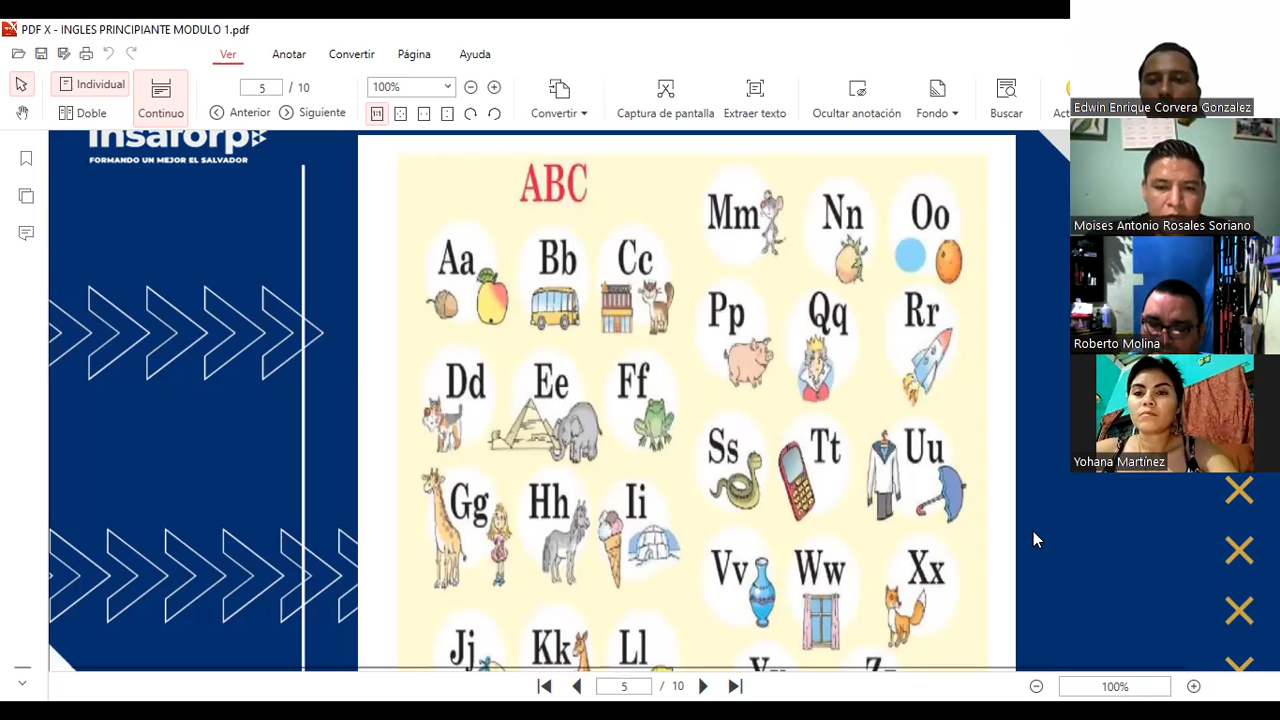 PDF X - INGLES PRINCIPIANTE MODULO 1.pdf
Ver Anotar Convertir Página Ayuda
Individual
Doble
Continuo
5 / 10
Anterior Siguiente
100%
Convertir
Captura de pantalla
Extraer texto
Ocultar anotación
Fondo
Buscar
insaforp
FORMANDO UN MEJOR EL SALVADOR
ABC
Aa Bb Cc
Dd Ee Ff
Gg Hh Ii
Jj Kk Ll
Mm Nn Oo
Pp Qq Rr
Ss Tt Uu
Vv Ww Xx
Edwin Enrique Corvera Gonzalez
Moises Antonio Rosales Soriano
Roberto Molina
Yohana Martínez
5 / 10
100%